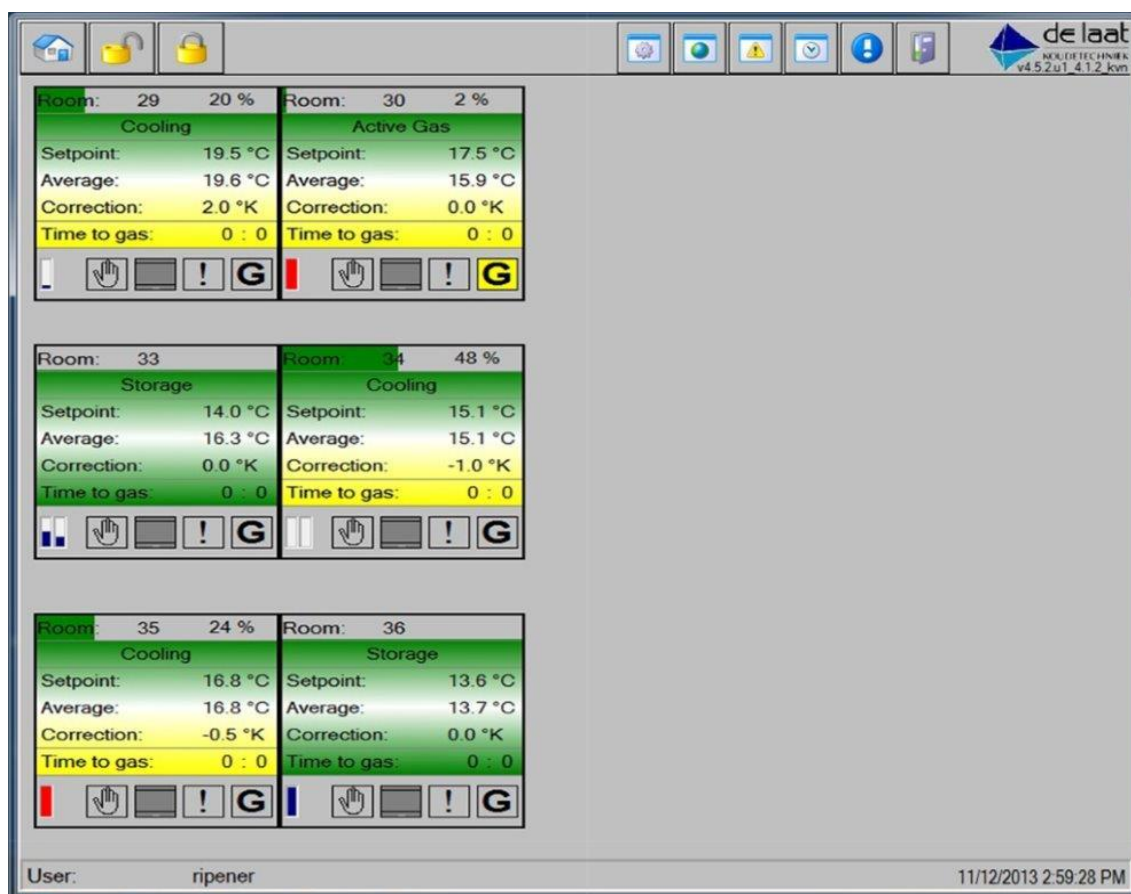 de laat
KOUDETECHNIEK
v4.5.2.u1_4.1.2_kvn
Room: 29 20 % Room: 30 2 %
Cooling Active Gas
Setpoint: 19.5 °C Setpoint: 17.5 °C
Average: 19.6 °C Average: 15.9 °C
Correction: 2.0 °K Correction: 0.0 °K
Time to gas: 0 : 0 Time to gas: 0 : 0
! G ! G
Room: 33 Room: 34 48 %
Storage Cooling
Setpoint: 14.0 °C Setpoint: 15.1 °C
Average: 16.3 °C Average: 15.1 °C
Correction: 0.0 °K Correction: -1.0 °K
Time to gas: 0 : 0 Time to gas: 0 : 0
! G ! G
Room: 35 24 % Room: 36
Cooling Storage
Setpoint: 16.8 °C Setpoint: 13.6 °C
Average: 16.8 °C Average: 13.7 °C
Correction: -0.5 °K Correction: 0.0 °K
Time to gas: 0 : 0 Time to gas: 0 : 0
! G ! G
User: ripener 11/12/2013 2:59:28 PM